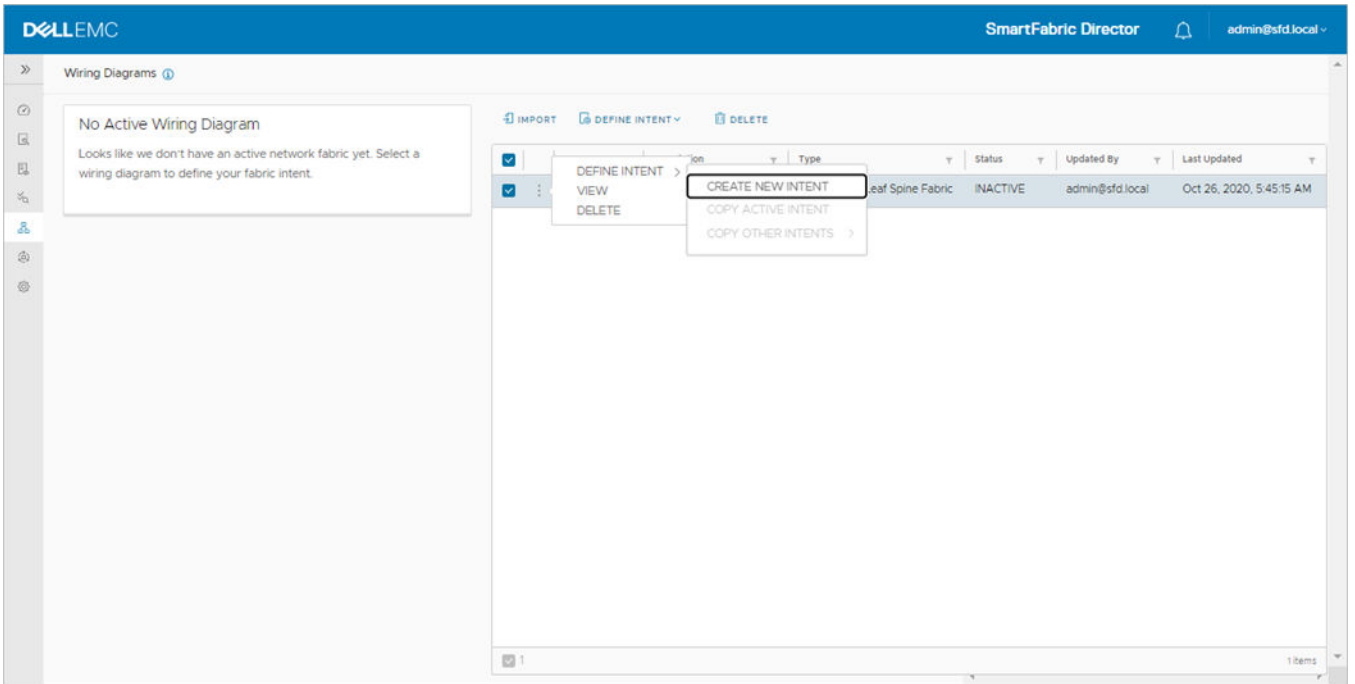 DELLEMC
SmartFabric Director
admin@sfd.local
Wiring Diagrams
No Active Wiring Diagram
Looks like we don't have an active network fabric yet. Select a
wiring diagram to define your fabric intent.
IMPORT DEFINE INTENT DELETE
Type Status Updated By Last Updated
DEFINE INTENT
VIEW
DELETE
CREATE NEW INTENT
COPY ACTIVE INTENT
COPY OTHER INTENTS
Leaf Spine Fabric INACTIVE admin@sfd.local Oct 26, 2020, 5:45:15 AM
1
1 items